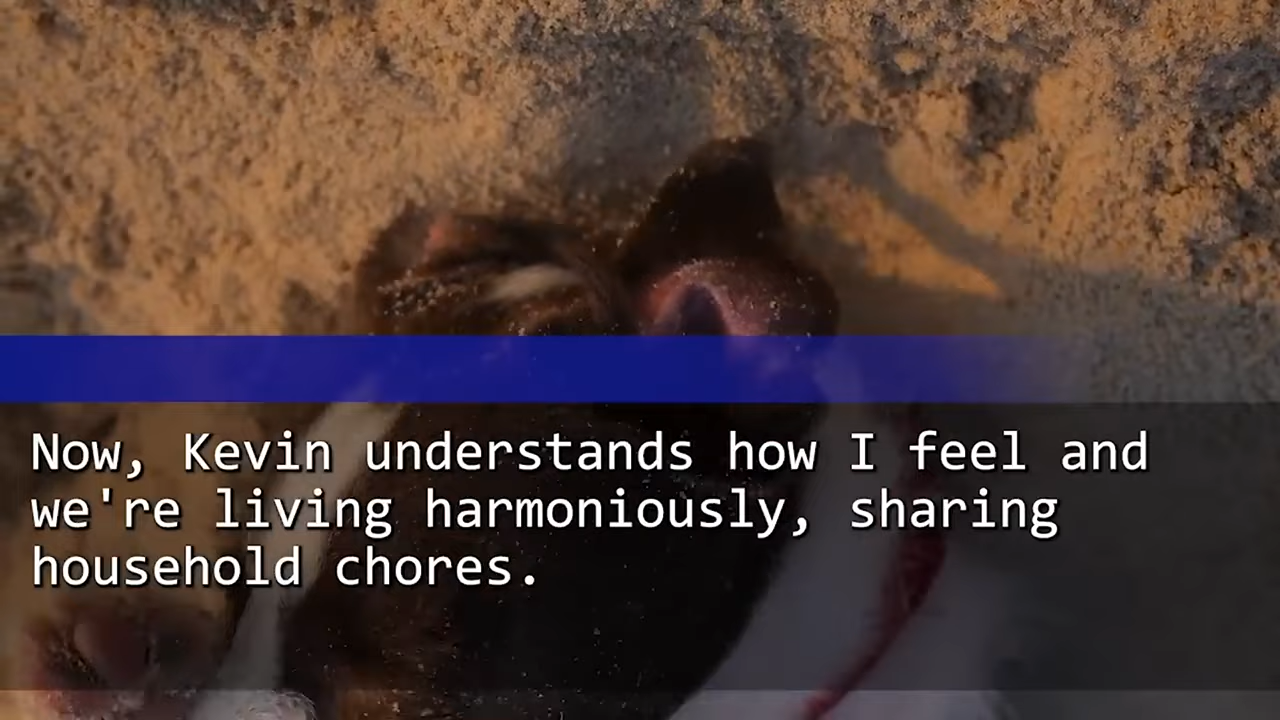 Now, Kevin understands how I feel and
we're living harmoniously, sharing
household chores.